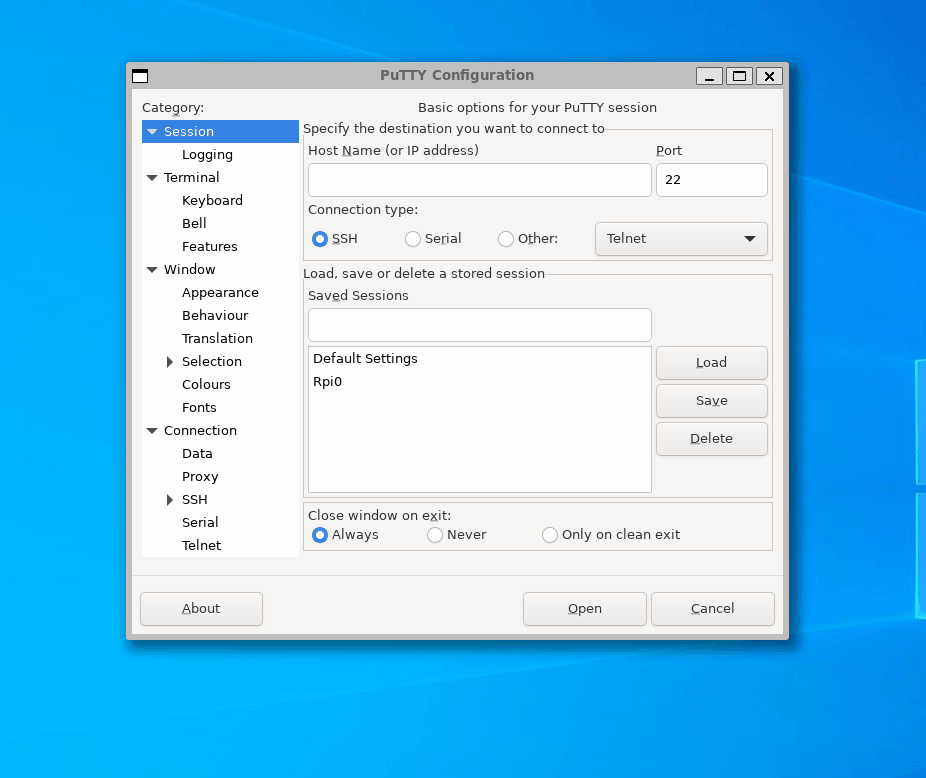 PuTTY Configuration
Category:
Session
Logging
Terminal
Keyboard
Bell
Features
Window
Appearance
Behaviour
Translation
Selection
Colours
Fonts
Connection
Data
Proxy
SSH
Serial
Telnet
Basic options for your PuTTY session
Specify the destination you want to connect to
Host Name (or IP address) Port
22
Connection type:
SSH Serial Other: Telnet
Load, save or delete a stored session
Saved Sessions
Default Settings
Rpi0
Load
Save
Delete
Close window on exit:
Always Never Only on clean exit
About Open Cancel